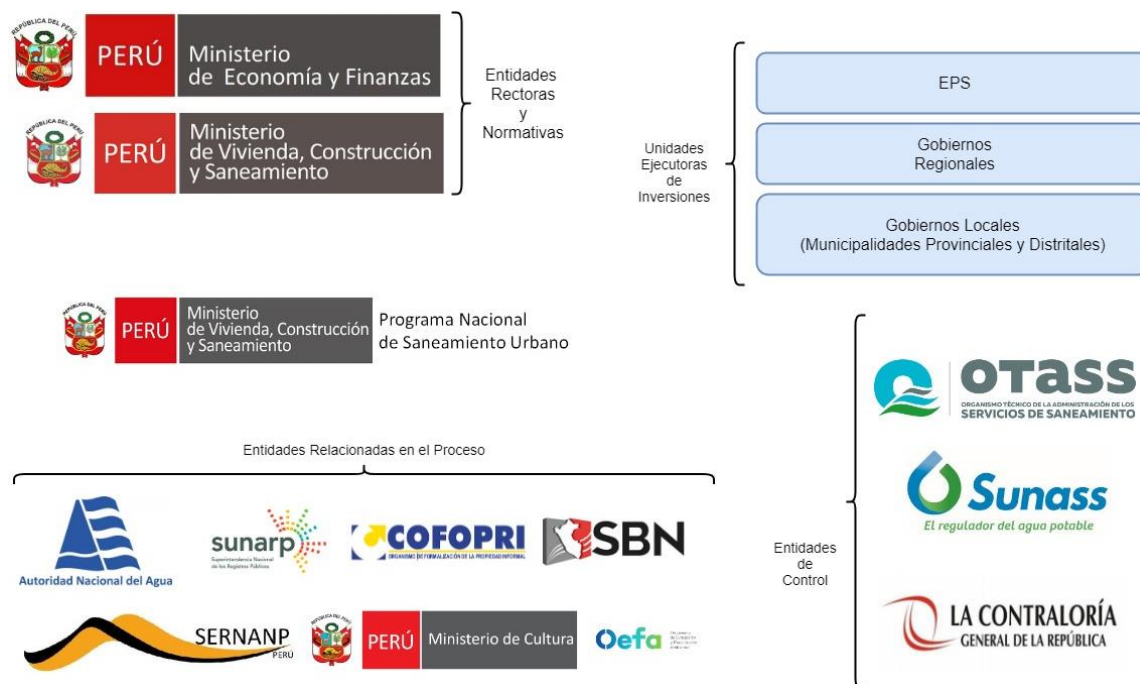 REPÚBLICA DEL PERÚ
PERÚ
Ministerio
de Economía y Finanzas
REPÚBLICA DEL PERÚ
PERÚ
Ministerio
de Vivienda, Construcción
y Saneamiento
Entidades
Rectoras
y
Normativas
Unidades
Ejecutoras
de
Inversiones
EPS
Gobiernos
Regionales
Gobiernos Locales
(Municipalidades Provinciales y Distritales)
REPÚBLICA DEL PERÚ
PERÚ
Ministerio
de Vivienda, Construcción
y Saneamiento
Programa Nacional
de Saneamiento Urbano
Entidades Relacionadas en el Proceso
Autoridad Nacional del Agua
sunarp
Superintendencia Nacional
de los Registros Públicos
COFOPRI
ORGANISMO DE FORMALIZACIÓN DE LA PROPIEDAD INFORMAL
SBN
SERNANP
PERÚ
REPÚBLICA DEL PERÚ
PERÚ
Ministerio de Cultura
Oefa
Entidades
de
Control
OTASS
ORGANISMO TÉCNICO DE LA ADMINISTRACIÓN DE LOS
SERVICIOS DE SANEAMIENTO
Sunass
El regulador del agua potable
LA CONTRALORÍA
GENERAL DE LA REPÚBLICA